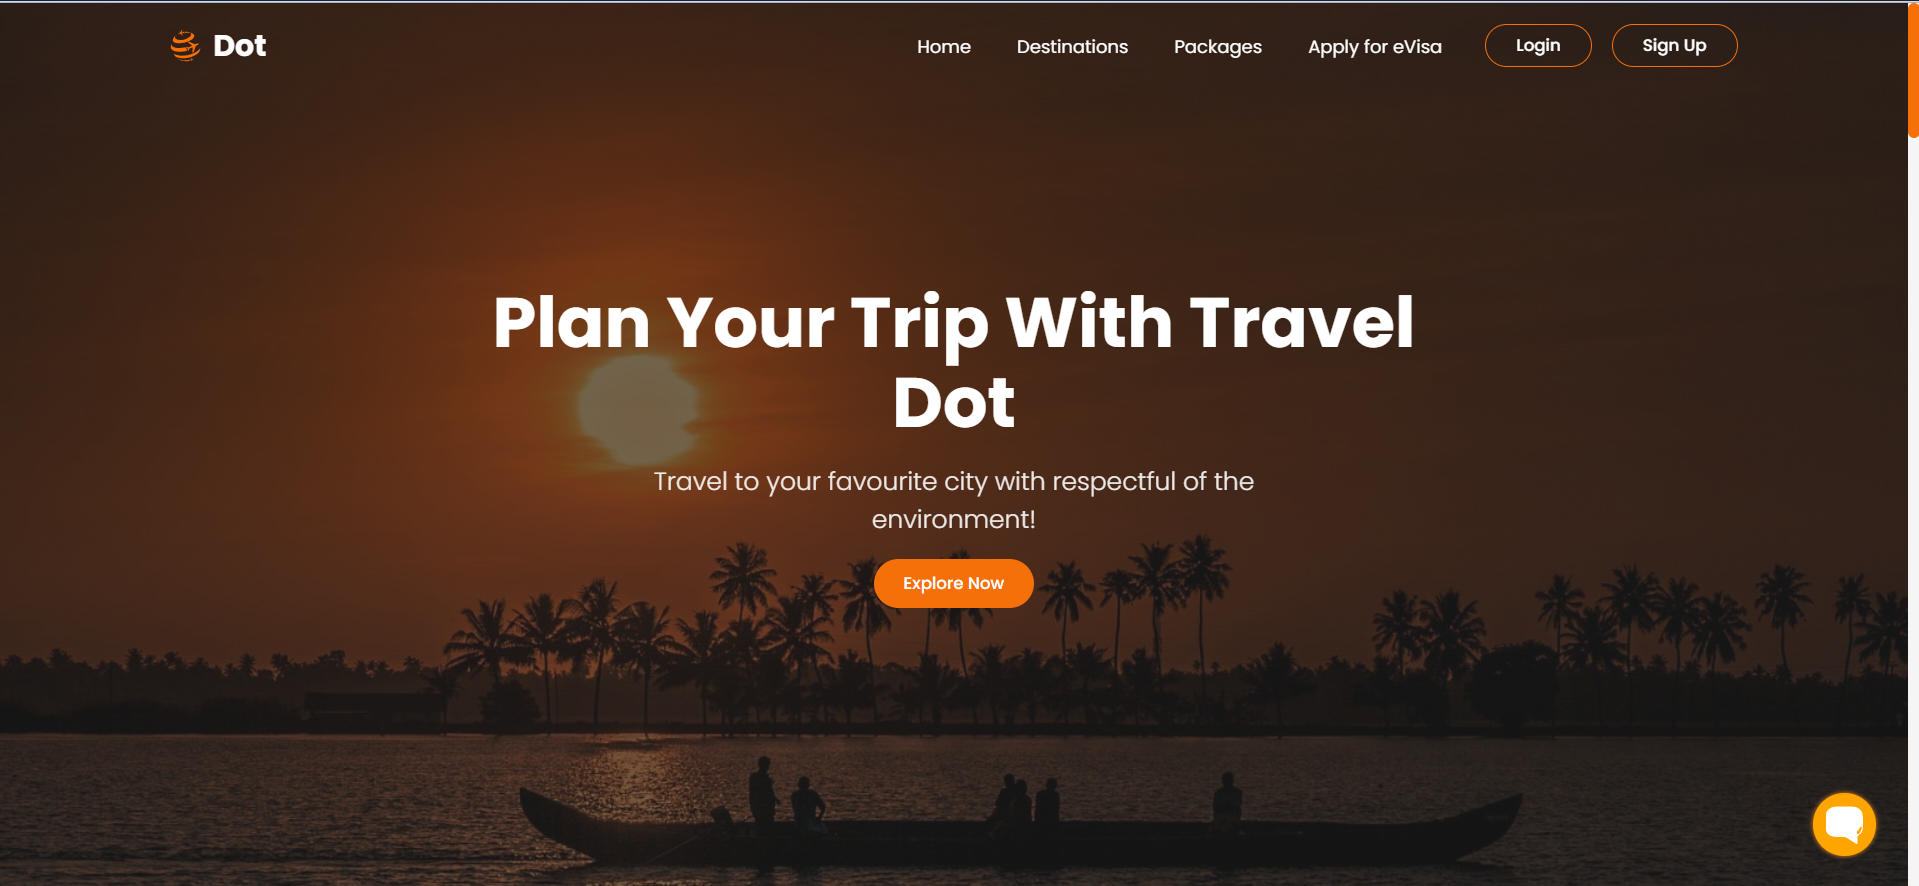 Dot
Home Destinations Packages Apply for eVisa Login Sign Up
Plan Your Trip With Travel
Dot
Travel to your favourite city with respectful of the
environment!
Explore Now